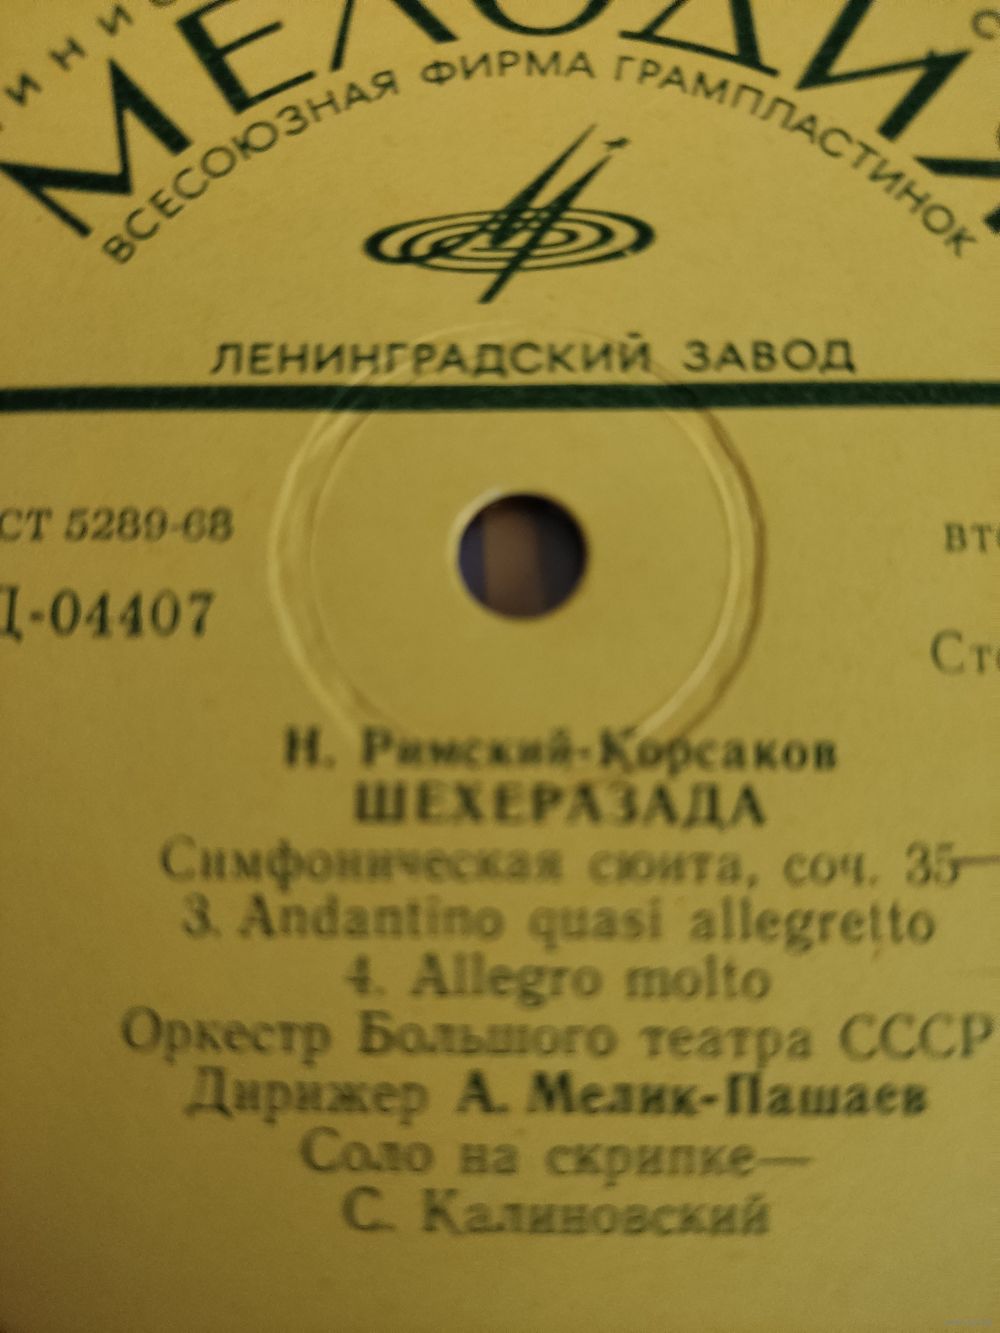 МЕЛОДИЯ
ВСЕСОЮЗНАЯ ФИРМА ГРАМПЛАСТИНОК
ЛЕНИНГРАДСКИЙ ЗАВОД
СТ 5289-68
Д-04407
Н. Римский-Корсаков
ШЕХЕРАЗАДА
Симфоническая сюита, соч. 35—
3. Andantino quasi allegretto
4. Allegro molto
Оркестр Большого театра СССР
Дирижер А. Мелик-Пашаев
Соло на скрипке—
С. Калиновский